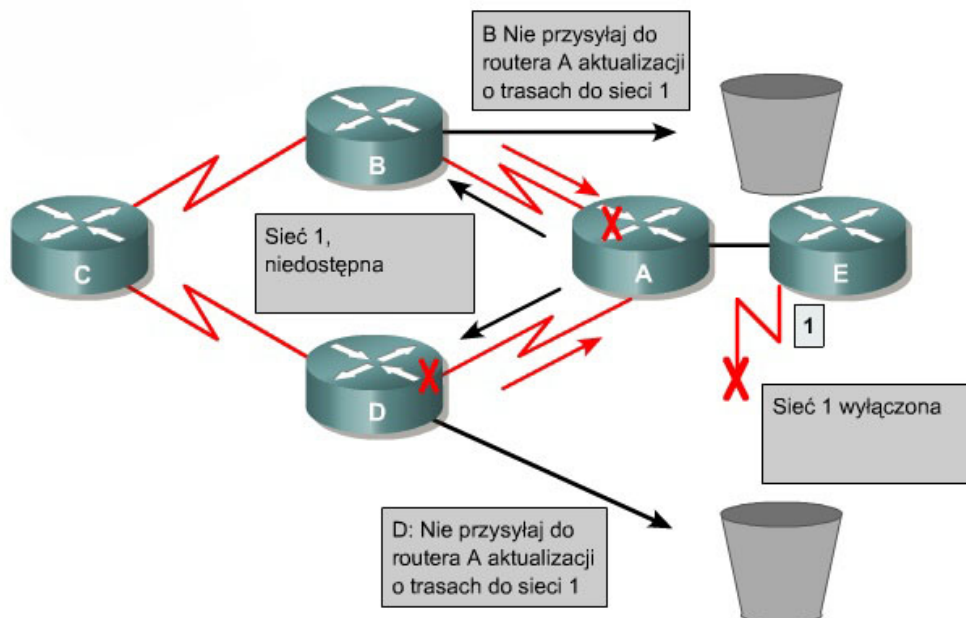 B Nie przysyłaj do
routera A aktualizacji
o trasach do sieci 1
B
Sieć 1,
niedostępna
C
A
E
1
D
Sieć 1 wyłączona
D: Nie przysyłaj do
routera A aktualizacji
o trasach do sieci 1